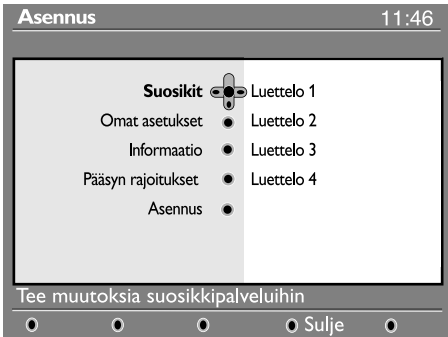 Asennus 11:46
Suosikit Luettelo 1
Omat asetukset Luettelo 2
Informaatio Luettelo 3
Pääsyn rajoitukset Luettelo 4
Asennus
Tee muutoksia suosikkipalveluihin
Sulje